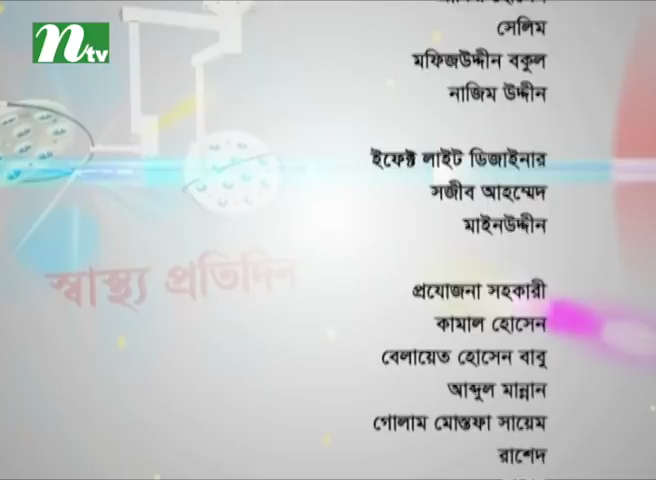 ntv
সেলিম
মফিজউদ্দীন বকুল
নাজিম উদ্দীন
ইফেক্ট লাইট ডিজাইনার
সজীব আহম্মেদ
মাইনউদ্দীন
স্বাস্থ্য প্রতিদিন
প্রযোজনা সহকারী
কামাল হোসেন
বেলায়েত হোসেন বাবু
আব্দুল মান্নান
গোলাম মোস্তফা সায়েম
রাশেদ